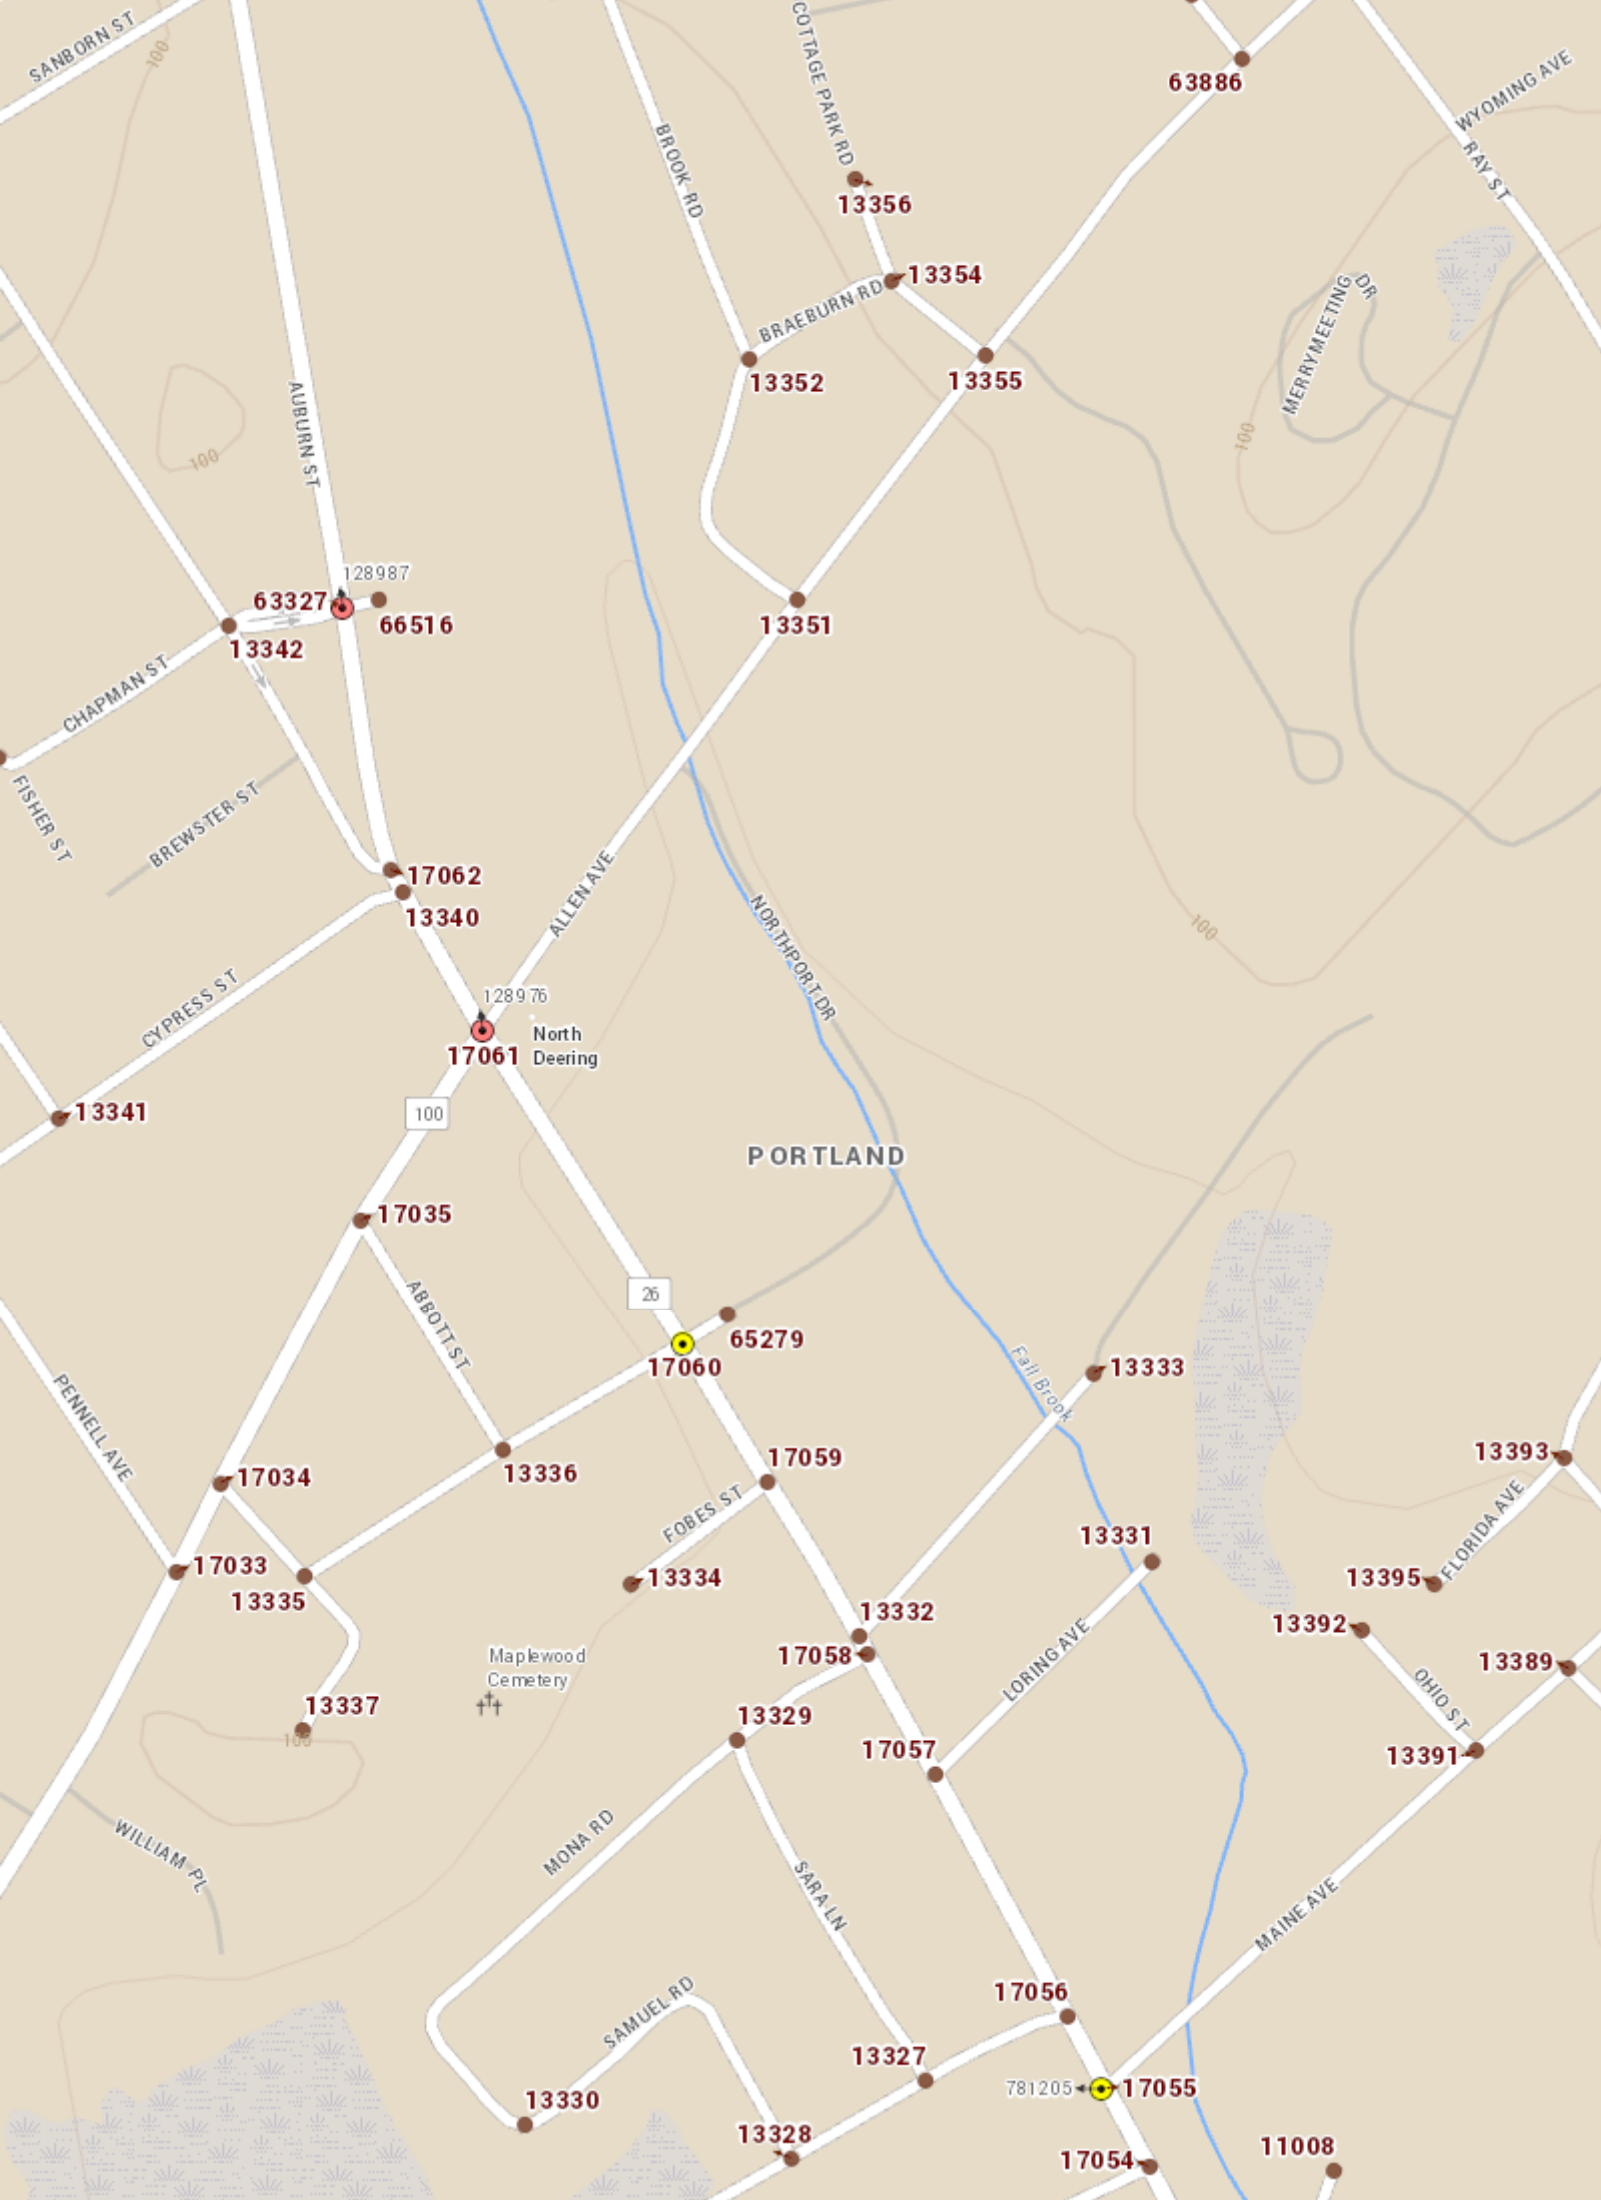 SANBORN ST
100
COTTAGE PARK RD
63886
WYOMING AVE
RAY ST
BROOK RD
13356
13354
BRAEBURN RD
MERRYMEETING DR
13352
13355
AUBURN ST
100
100
128987
63327
66516
13342
13351
CHAPMAN ST
FISHER ST
BREWSTER ST
17062
13340
ALLEN AVE
NORTHPORT DR
100
CYPRESS ST
128976
North
Deering
17061
13341
100
PORTLAND
17035
ABBOTT ST
26
65279
17060
Fall Brook
13333
PENNELL AVE
17034
13336
17059
13393
FOBES ST
FLORIDA AVE
13331
17033
13335
13334
13395
13332
13392
17058
Maplewood
Cemetery
LORING AVE
13389
OHIO ST
13337
100
13329
17057
13391
WILLIAM PL
MONA RD
SARA LN
MAINE AVE
17056
SAMUEL RD
13327
781205
17055
13330
13328
17054
11008